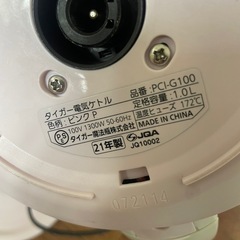 タイガー電気ケトル 品番:PCI-G100
色柄:ピンク P 定格容量:1.0L
100V 1300W 50-60Hz 温度ヒューズ 172℃
タイガー魔法瓶株式会社 MADE IN CHINA
21年製 JQA
JQ10002
072114